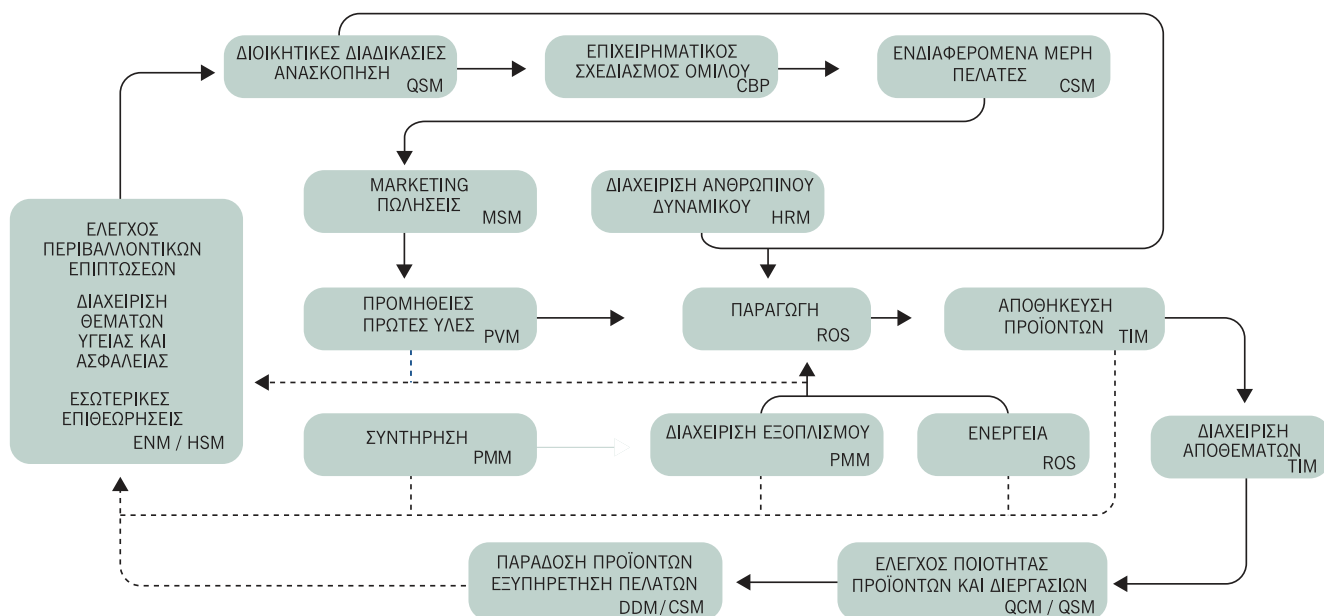 ΔΙΟΙΚΗΤΙΚΕΣ ΔΙΑΔΙΚΑΣΙΕΣ
ΑΝΑΣΚΟΠΗΣΗ
QSM
ΕΠΙΧΕΙΡΗΜΑΤΙΚΟΣ
ΣΧΕΔΙΑΣΜΟΣ ΟΜΙΛΟΥ
CBP
ΕΝΔΙΑΦΕΡΟΜΕΝΑ ΜΕΡΗ
ΠΕΛΑΤΕΣ
CSM
MARKETING
ΠΩΛΗΣΕΙΣ
MSM
ΔΙΑΧΕΙΡΙΣΗ ΑΝΘΡΩΠΙΝΟΥ
ΔΥΝΑΜΙΚΟΥ
HRM
ΕΛΕΓΧΟΣ
ΠΕΡΙΒΑΛΛΟΝΤΙΚΩΝ
ΕΠΙΠΤΩΣΕΩΝ
ΔΙΑΧΕΙΡΙΣΗ
ΘΕΜΑΤΩΝ
ΥΓΕΙΑΣ ΚΑΙ
ΑΣΦΑΛΕΙΑΣ
ΕΣΩΤΕΡΙΚΕΣ
ΕΠΙΘΕΩΡΗΣΕΙΣ
ENM / HSM
ΠΡΟΜΗΘΕΙΕΣ
ΠΡΩΤΕΣ ΥΛΕΣ
PVM
ΠΑΡΑΓΩΓΗ
ROS
ΑΠΟΘΗΚΕΥΣΗ
ΠΡΟΪΟΝΤΩΝ
TIM
ΣΥΝΤΗΡΗΣΗ
PMM
ΔΙΑΧΕΙΡΙΣΗ ΕΞΟΠΛΙΣΜΟΥ
PMM
ΕΝΕΡΓΕΙΑ
ROS
ΔΙΑΧΕΙΡΙΣΗ
ΑΠΟΘΕΜΑΤΩΝ
TIM
ΠΑΡΑΔΟΣΗ ΠΡΟΪΟΝΤΩΝ
ΕΞΥΠΗΡΕΤΗΣΗ ΠΕΛΑΤΩΝ
DDM/CSM
ΕΛΕΓΧΟΣ ΠΟΙΟΤΗΤΑΣ
ΠΡΟΪΟΝΤΩΝ ΚΑΙ ΔΙΕΡΓΑΣΙΩΝ
QCM / QSM